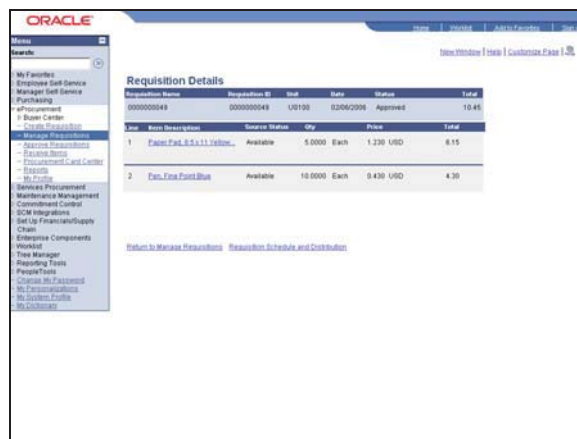 ORACLE
Home | Worklist | Add to Favorites | Sign
Menu
Search:
New Window | Help | Customize Page |
My Favorites
Employee Self-Service
Manager Self-Service
Purchasing
eProcurement
Buyer Center
Create Requisition
Manage Requisitions
Approve Requisitions
Receive Items
Procurement Card Center
Reports
My Profile
Services Procurement
Maintenance Management
Commitment Control
SCM Integrations
Set Up Financials/Supply
Chain
Enterprise Components
Worklist
Tree Manager
Reporting Tools
PeopleTools
Change My Password
My Personalizations
My System Profile
My Dictionary
Requisition Details
Requisition Name Requisition ID Unit Date Status Total
0000000049 0000000049 U0100 02/06/2006 Approved 10.45
Line Item Description Source Status Qty Price Total
1 Paper Pad, 8.5 x 11 Yellow... Available 5.0000 Each 1.230 USD 6.15
2 Pen, Fine Point Blue Available 10.0000 Each 0.430 USD 4.30
Return to Manage Requisitions Requisition Schedule and Distribution